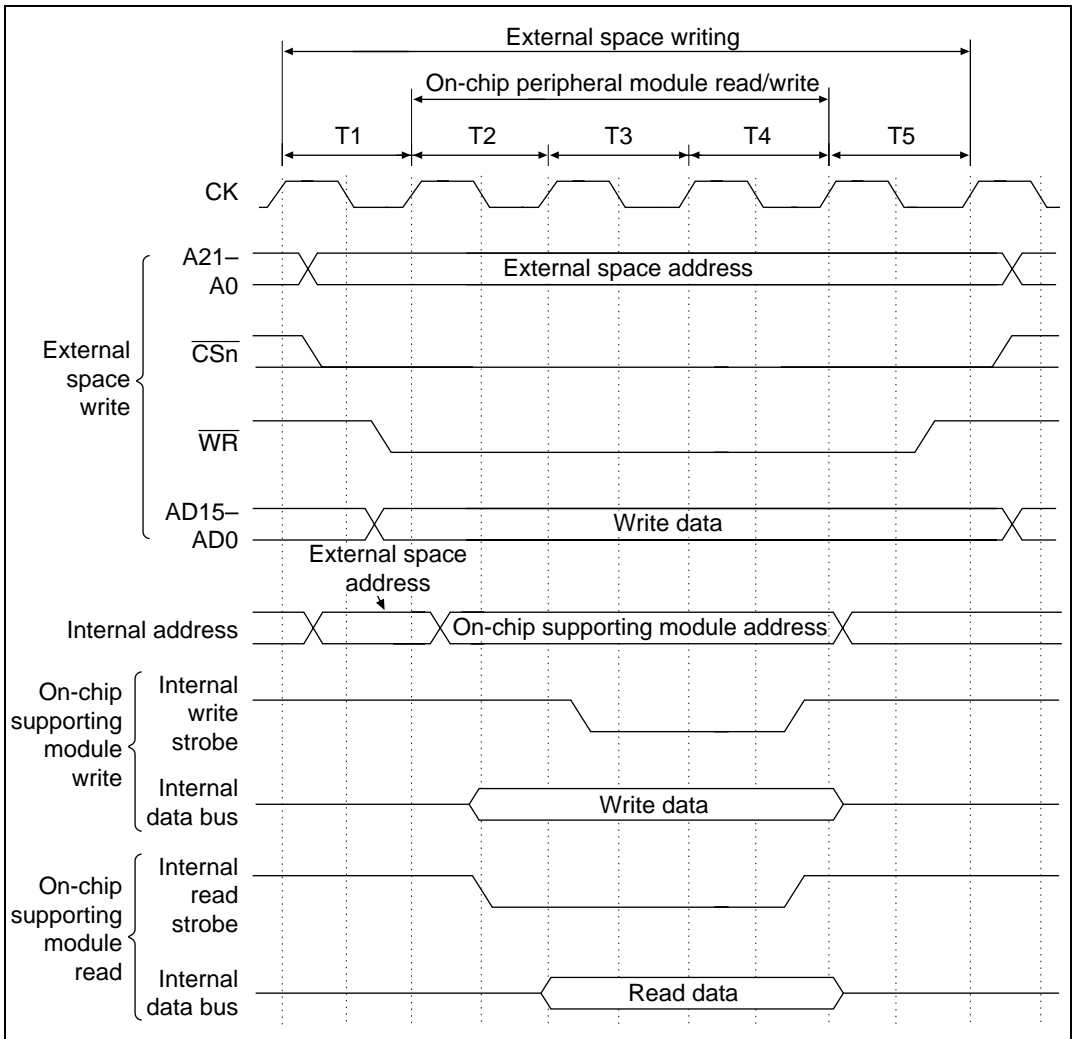 External space writing
On-chip peripheral module read/write
T1 T2 T3 T4 T5
CK
A21–
A0
External space address
External
space
write
CSn
WR
AD15–
AD0
Write data
External space
address
Internal address
On-chip supporting module address
On-chip
supporting
module
write
Internal
write
strobe
Internal
data bus
Write data
On-chip
supporting
module
read
Internal
read
strobe
Internal
data bus
Read data